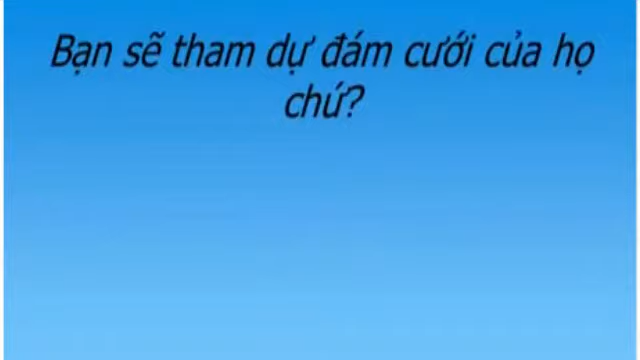 Bạn sẽ tham dự đám cưới của họ
chứ?